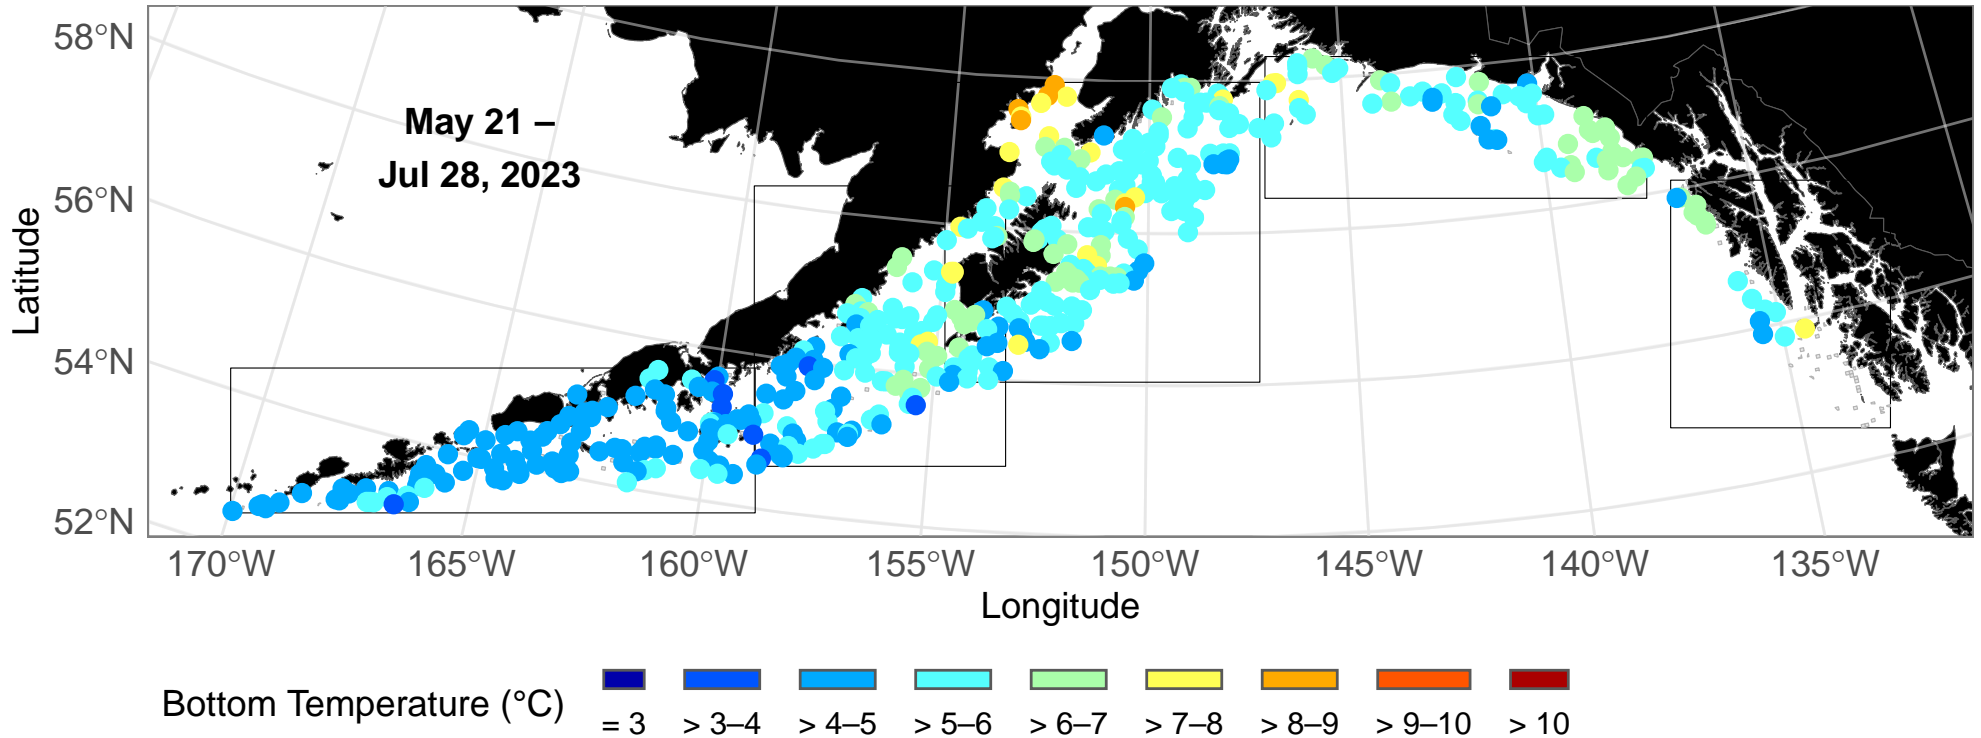 58°N
56°N
54°N
52°N
Latitude
May 21 –
Jul 28, 2023
170°W 165°W 160°W 155°W 150°W 145°W 140°W 135°W
Longitude
Bottom Temperature (°C)
= 3 > 3–4 > 4–5 > 5–6 > 6–7 > 7–8 > 8–9 > 9–10 > 10